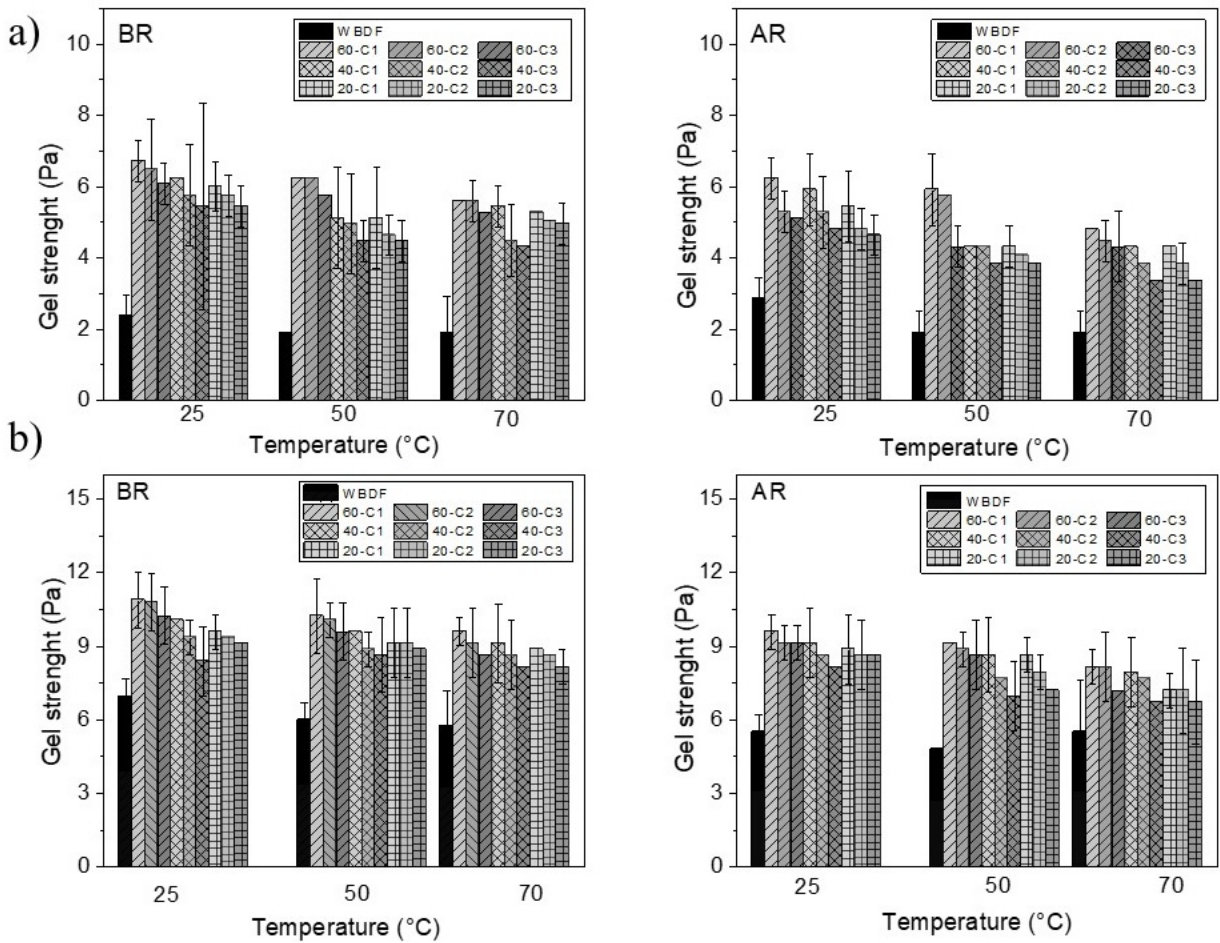 a)
BR
WBDF
60-C1 60-C2 60-C3
40-C1 40-C2 40-C3
20-C1 20-C2 20-C3
Gel strenght (Pa)
10
8
6
4
2
0
25 50 70
Temperature (°C)
AR
WBDF
60-C1 60-C2 60-C3
40-C1 40-C2 40-C3
20-C1 20-C2 20-C3
Gel strenght (Pa)
10
8
6
4
2
0
25 50 70
Temperature (°C)
b)
BR
WBDF
60-C1 60-C2 60-C3
40-C1 40-C2 40-C3
20-C1 20-C2 20-C3
Gel strenght (Pa)
15
12
9
6
3
0
25 50 70
Temperature (°C)
AR
WBDF
60-C1 60-C2 60-C3
40-C1 40-C2 40-C3
20-C1 20-C2 20-C3
Gel strenght (Pa)
15
12
9
6
3
0
25 50 70
Temperature (°C)